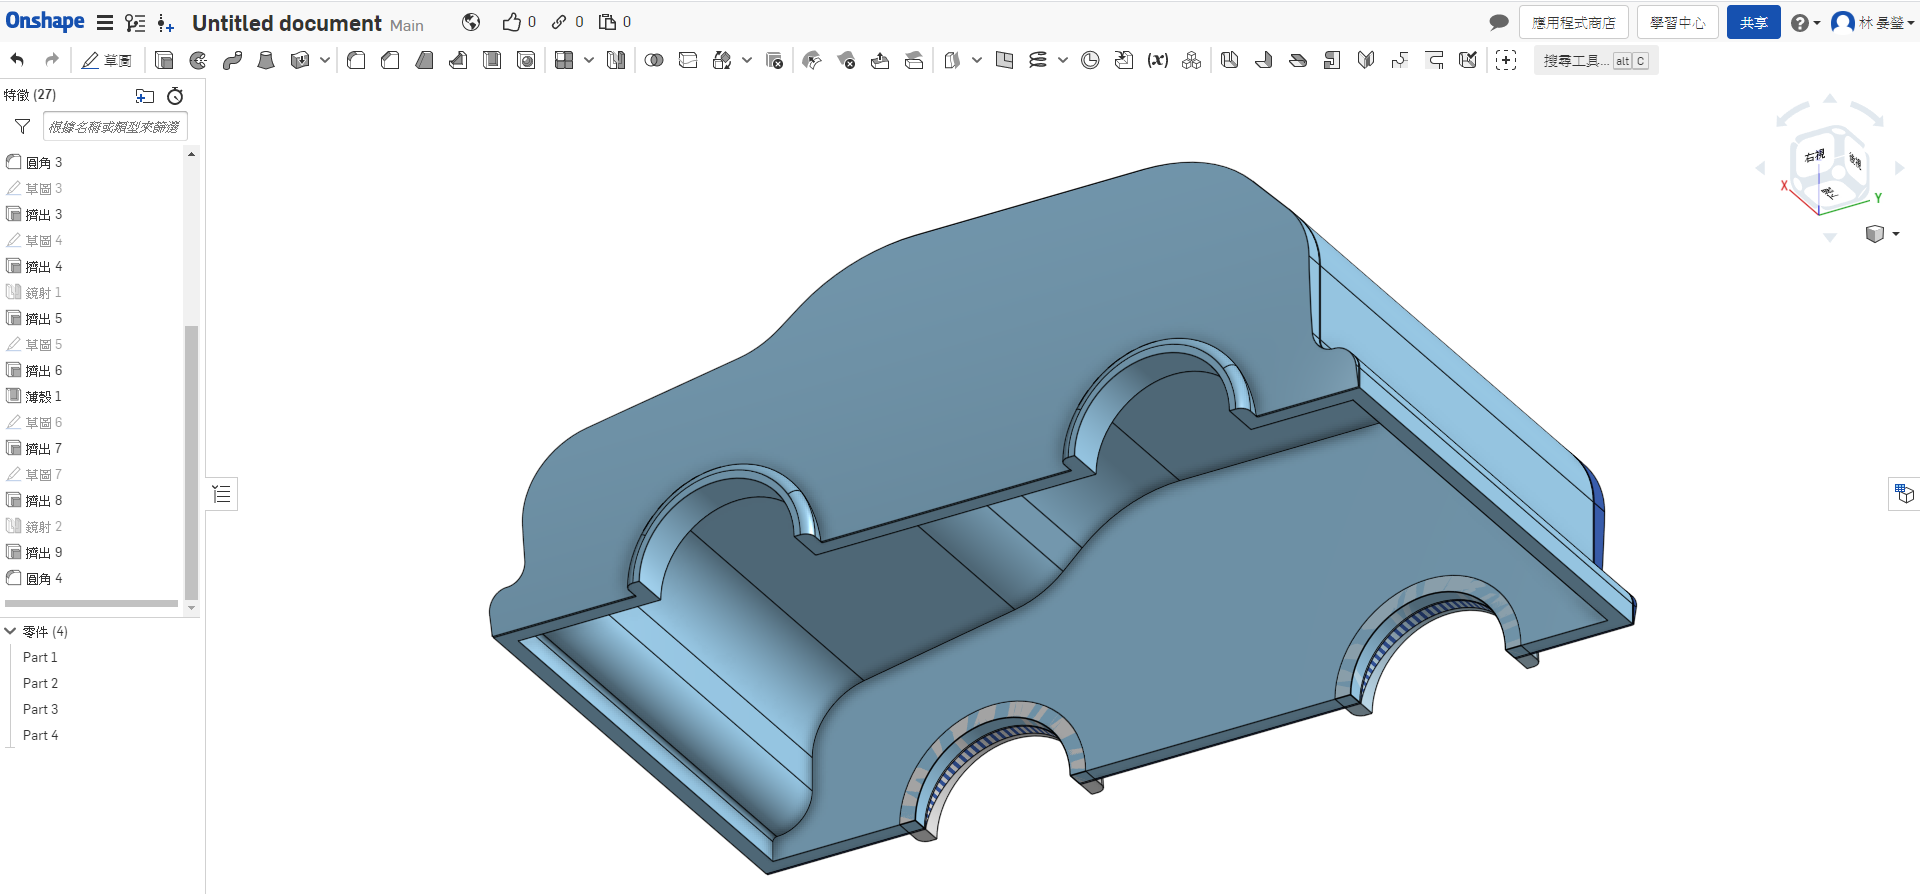 Onshape
Untitled document Main
0
0
0
應用程式商店
學習中心
共享
林 晏瑩
草圖
(x)
搜尋工具... alt C
特徵 (27)
根據名稱或類型來篩選
圓角 3
草圖 3
擠出 3
草圖 4
擠出 4
鏡射 1
擠出 5
草圖 5
擠出 6
薄殼 1
草圖 6
擠出 7
草圖 7
擠出 8
鏡射 2
擠出 9
圓角 4
零件 (4)
Part 1
Part 2
Part 3
Part 4
右視
X
Y